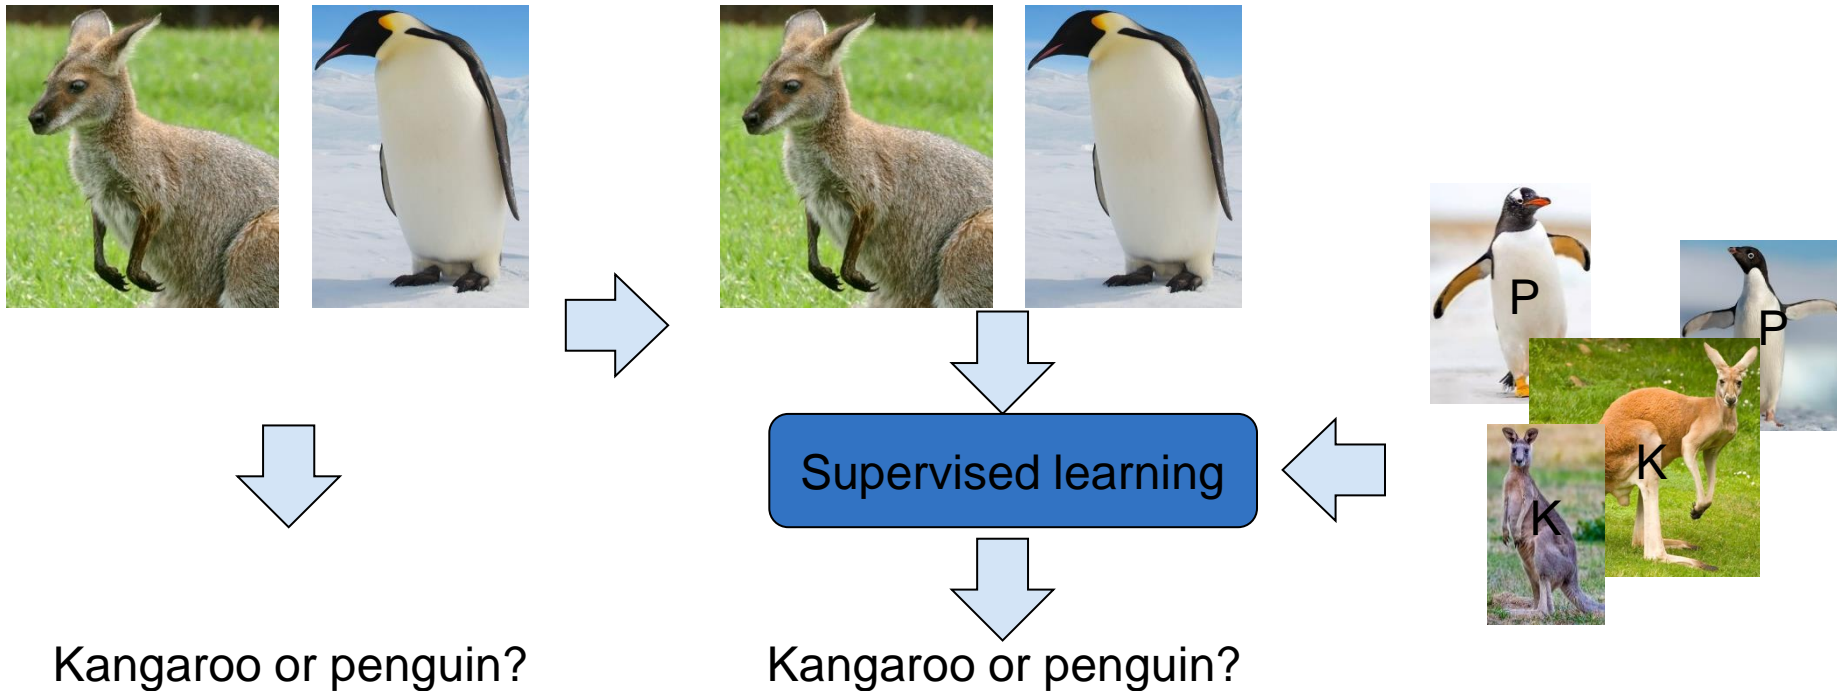 P
P
Supervised learning
K
K
Kangaroo or penguin?
Kangaroo or penguin?